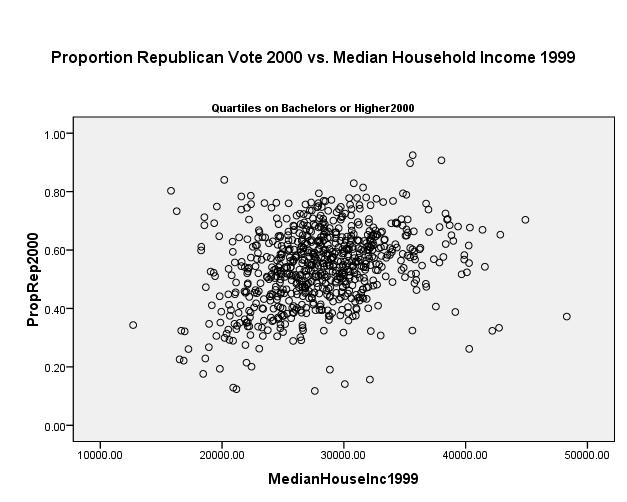 Proportion Republican Vote 2000 vs. Median Household Income 1999
Quartiles on Bachelors or Higher2000
1.00
0.80
0.60
0.40
0.20
0.00
PropRep2000
10000.00 20000.00 30000.00 40000.00 50000.00
MedianHouseInc1999